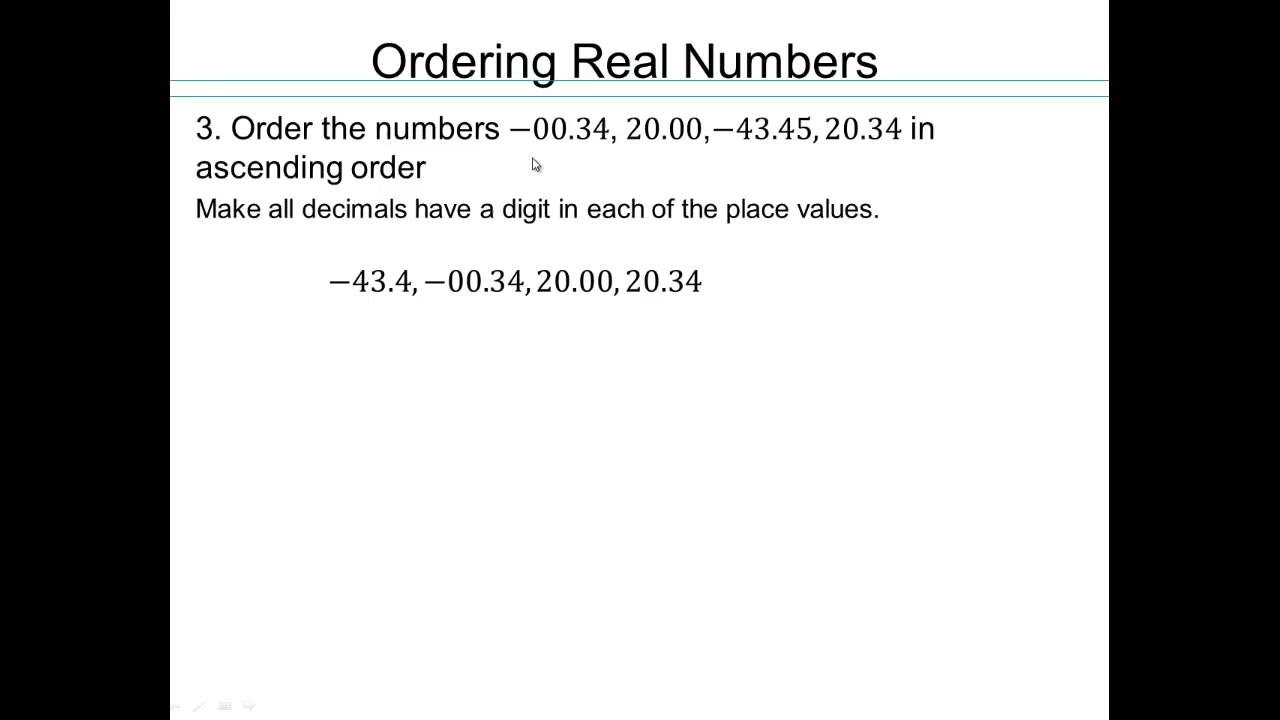 Ordering Real Numbers
3. Order the numbers −00.34, 20.00,−43.45, 20.34 in
ascending order
Make all decimals have a digit in each of the place values.
−43.4, −00.34, 20.00, 20.34